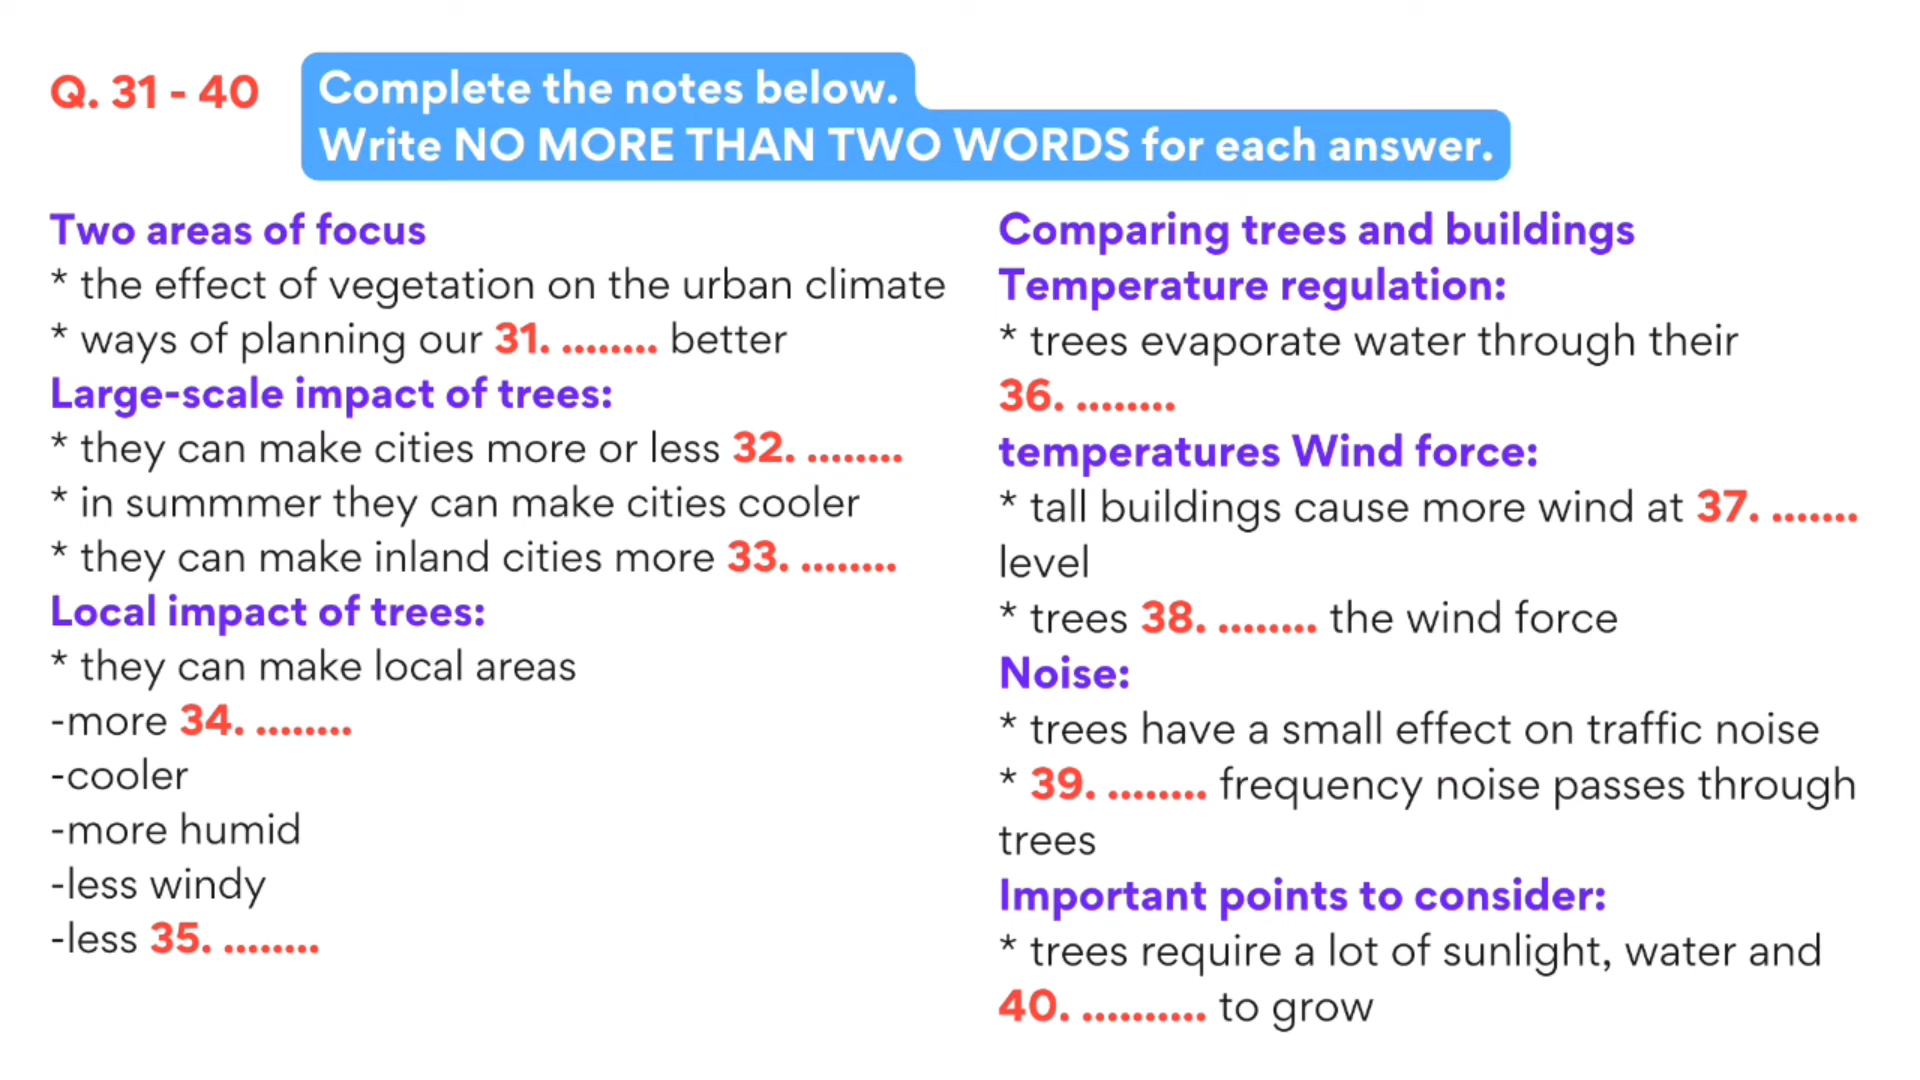 Q. 31 - 40
Complete the notes below.
Write NO MORE THAN TWO WORDS for each answer.
Two areas of focus
* the effect of vegetation on the urban climate
* ways of planning our 31. ........ better
Large-scale impact of trees:
* they can make cities more or less 32. ........
* in summmer they can make cities cooler
* they can make inland cities more 33. ........
Local impact of trees:
* they can make local areas
-more 34. ........
-cooler
-more humid
-less windy
-less 35. ........
Comparing trees and buildings
Temperature regulation:
* trees evaporate water through their
36. ........
temperatures Wind force:
* tall buildings cause more wind at 37. .......
level
* trees 38. ........ the wind force
Noise:
* trees have a small effect on traffic noise
* 39. ........ frequency noise passes through
trees
Important points to consider:
* trees require a lot of sunlight, water and
40. .......... to grow